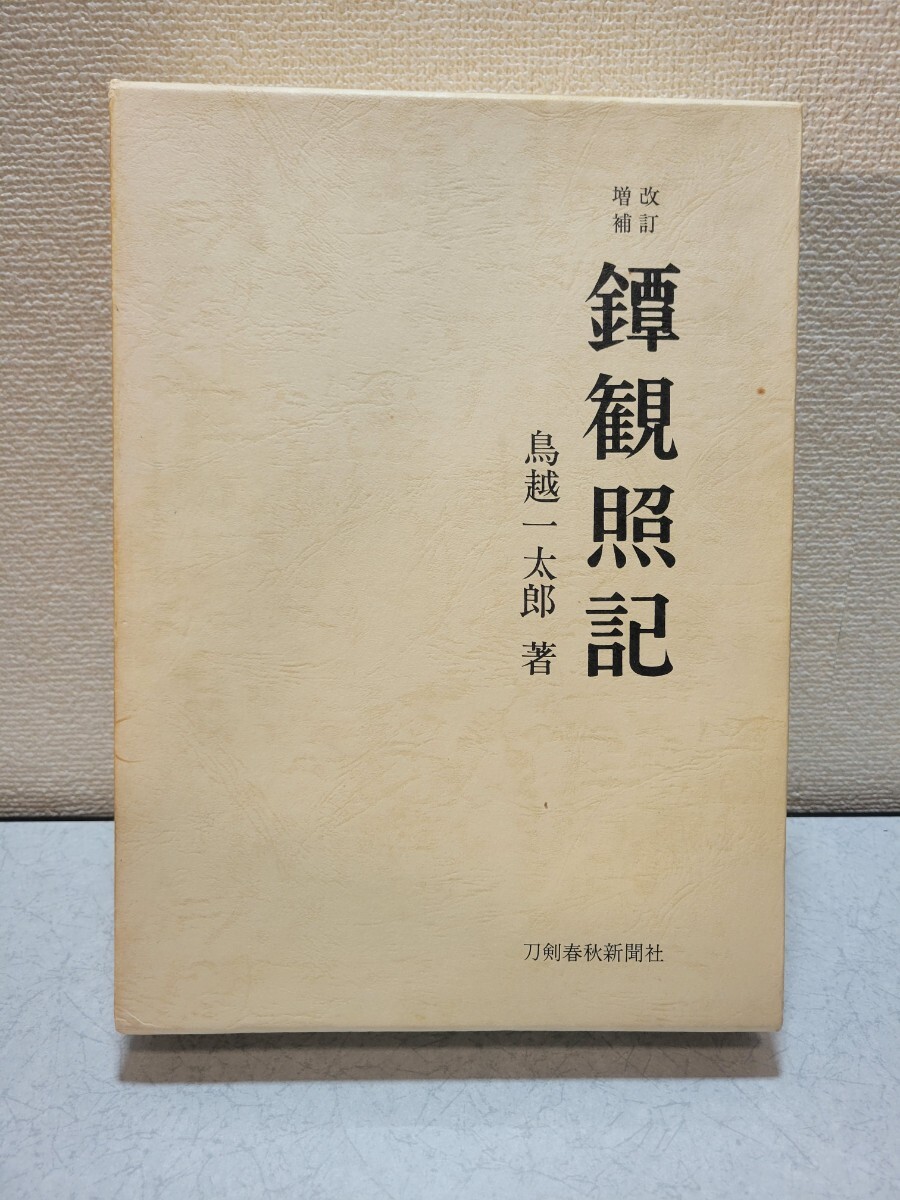 改訂
増補
鐔観照記
鳥越一太郎 著
刀剣春秋新聞社